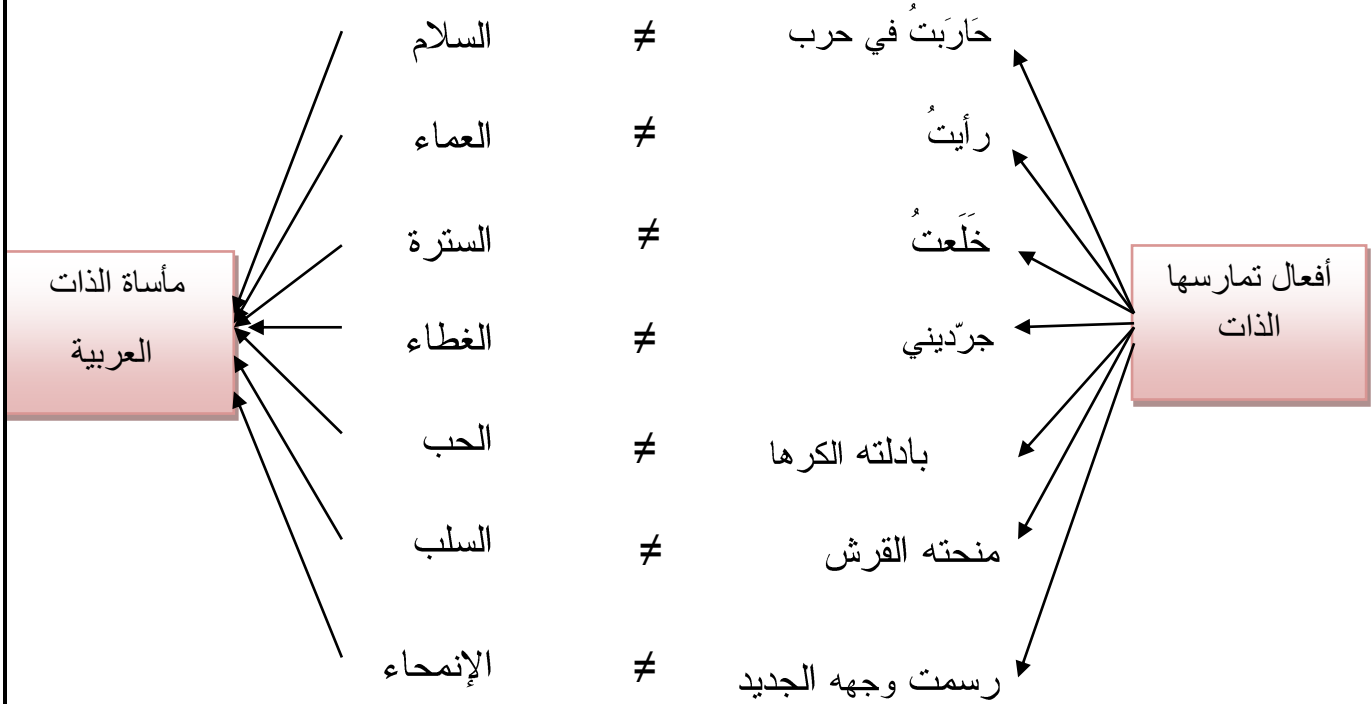 حَارَبتُ في حرب ≠ السلام
رأيتُ ≠ العماء
خَلَعتُ ≠ السترة
أفعال تمارسها
الذات
مأساة الذات
العربية
جرّديني ≠ الغطاء
بادلته الكرها ≠ الحب
منحته القرش ≠ السلب
رسمت وجهه الجديد ≠ الإنمحاء